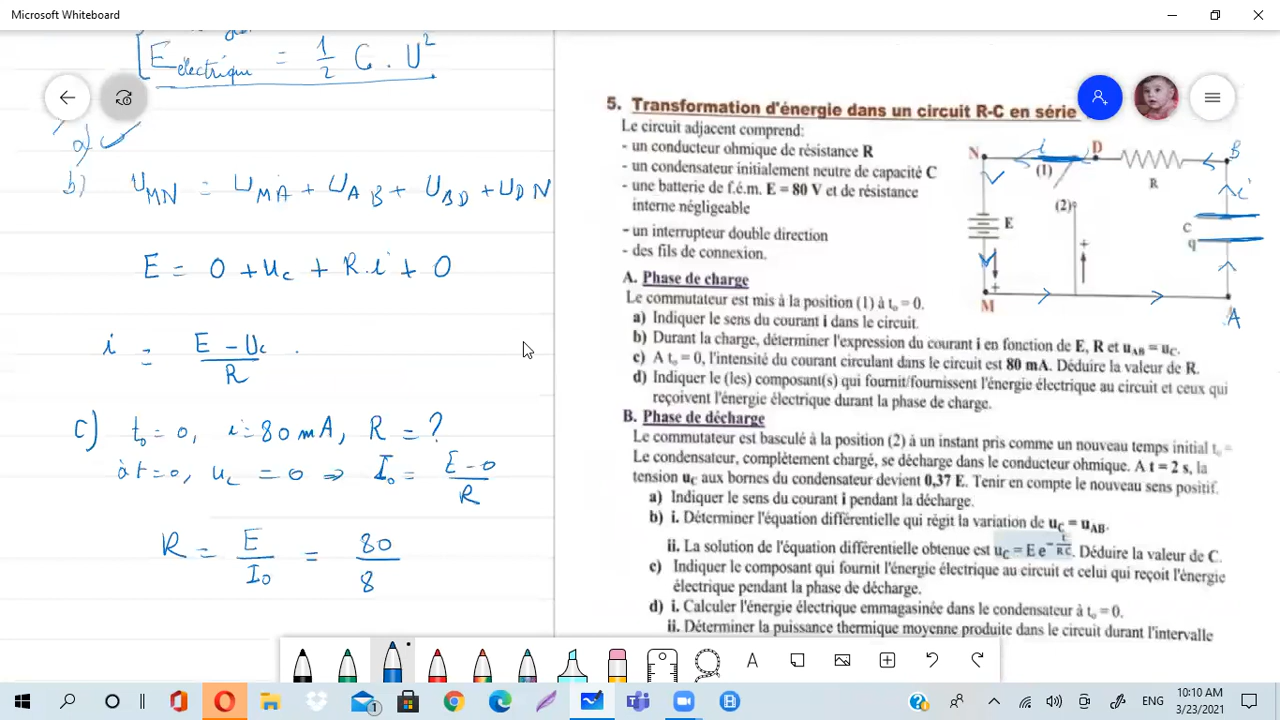 Microsoft Whiteboard
E électrique = 1/2 C . U²
a)
b) U_MN = U_MA + U_AB + U_BD + U_DN
E = 0 + u_c + R.i + 0
i = (E - U_c) / R
c) t₀ = 0, i = 80 mA, R = ?
à t = 0, u_c = 0 ⇒ I₀ = (E - 0) / R
R = E / I₀ = 80 / 8
5. Transformation d'énergie dans un circuit R-C en série
Le circuit adjacent comprend:
- un conducteur ohmique de résistance R
- un condensateur initialement neutre de capacité C
- une batterie de f.é.m. E = 80 V et de résistance
interne négligeable
- un interrupteur double direction
- des fils de connexion.
N i D B
(1) R
(2)
E C
q
+ +
M A
i
A. Phase de charge
Le commutateur est mis à la position (1) à t₀ = 0.
a) Indiquer le sens du courant i dans le circuit.
b) Durant la charge, déterminer l'expression du courant i en fonction de E, R et u_AB = u_C.
c) A t₀ = 0, l'intensité du courant circulant dans le circuit est 80 mA. Déduire la valeur de R.
d) Indiquer le (les) composant(s) qui fournit/fournissent l'énergie électrique au circuit et ceux qui
reçoivent l'énergie électrique durant la phase de charge.
B. Phase de décharge
Le commutateur est basculé à la position (2) à un instant pris comme un nouveau temps initial t₀ =
Le condensateur, complètement chargé, se décharge dans le conducteur ohmique. A t = 2 s, la
tension u_C aux bornes du condensateur devient 0,37 E. Tenir en compte le nouveau sens positif.
a) Indiquer le sens du courant i pendant la décharge.
b) i. Déterminer l'équation différentielle qui régit la variation de u_C = u_AB.
ii. La solution de l'équation différentielle obtenue est u_C = E e^(-t/RC). Déduire la valeur de C.
c) Indiquer le composant qui fournit l'énergie électrique au circuit et celui qui reçoit l'énergie
électrique pendant la phase de décharge.
d) i. Calculer l'énergie électrique emmagasinée dans le condensateur à t₀ = 0.
ii. Déterminer la puissance thermique moyenne produite dans le circuit durant l'intervalle
A
1
ENG
10:10 AM
3/23/2021